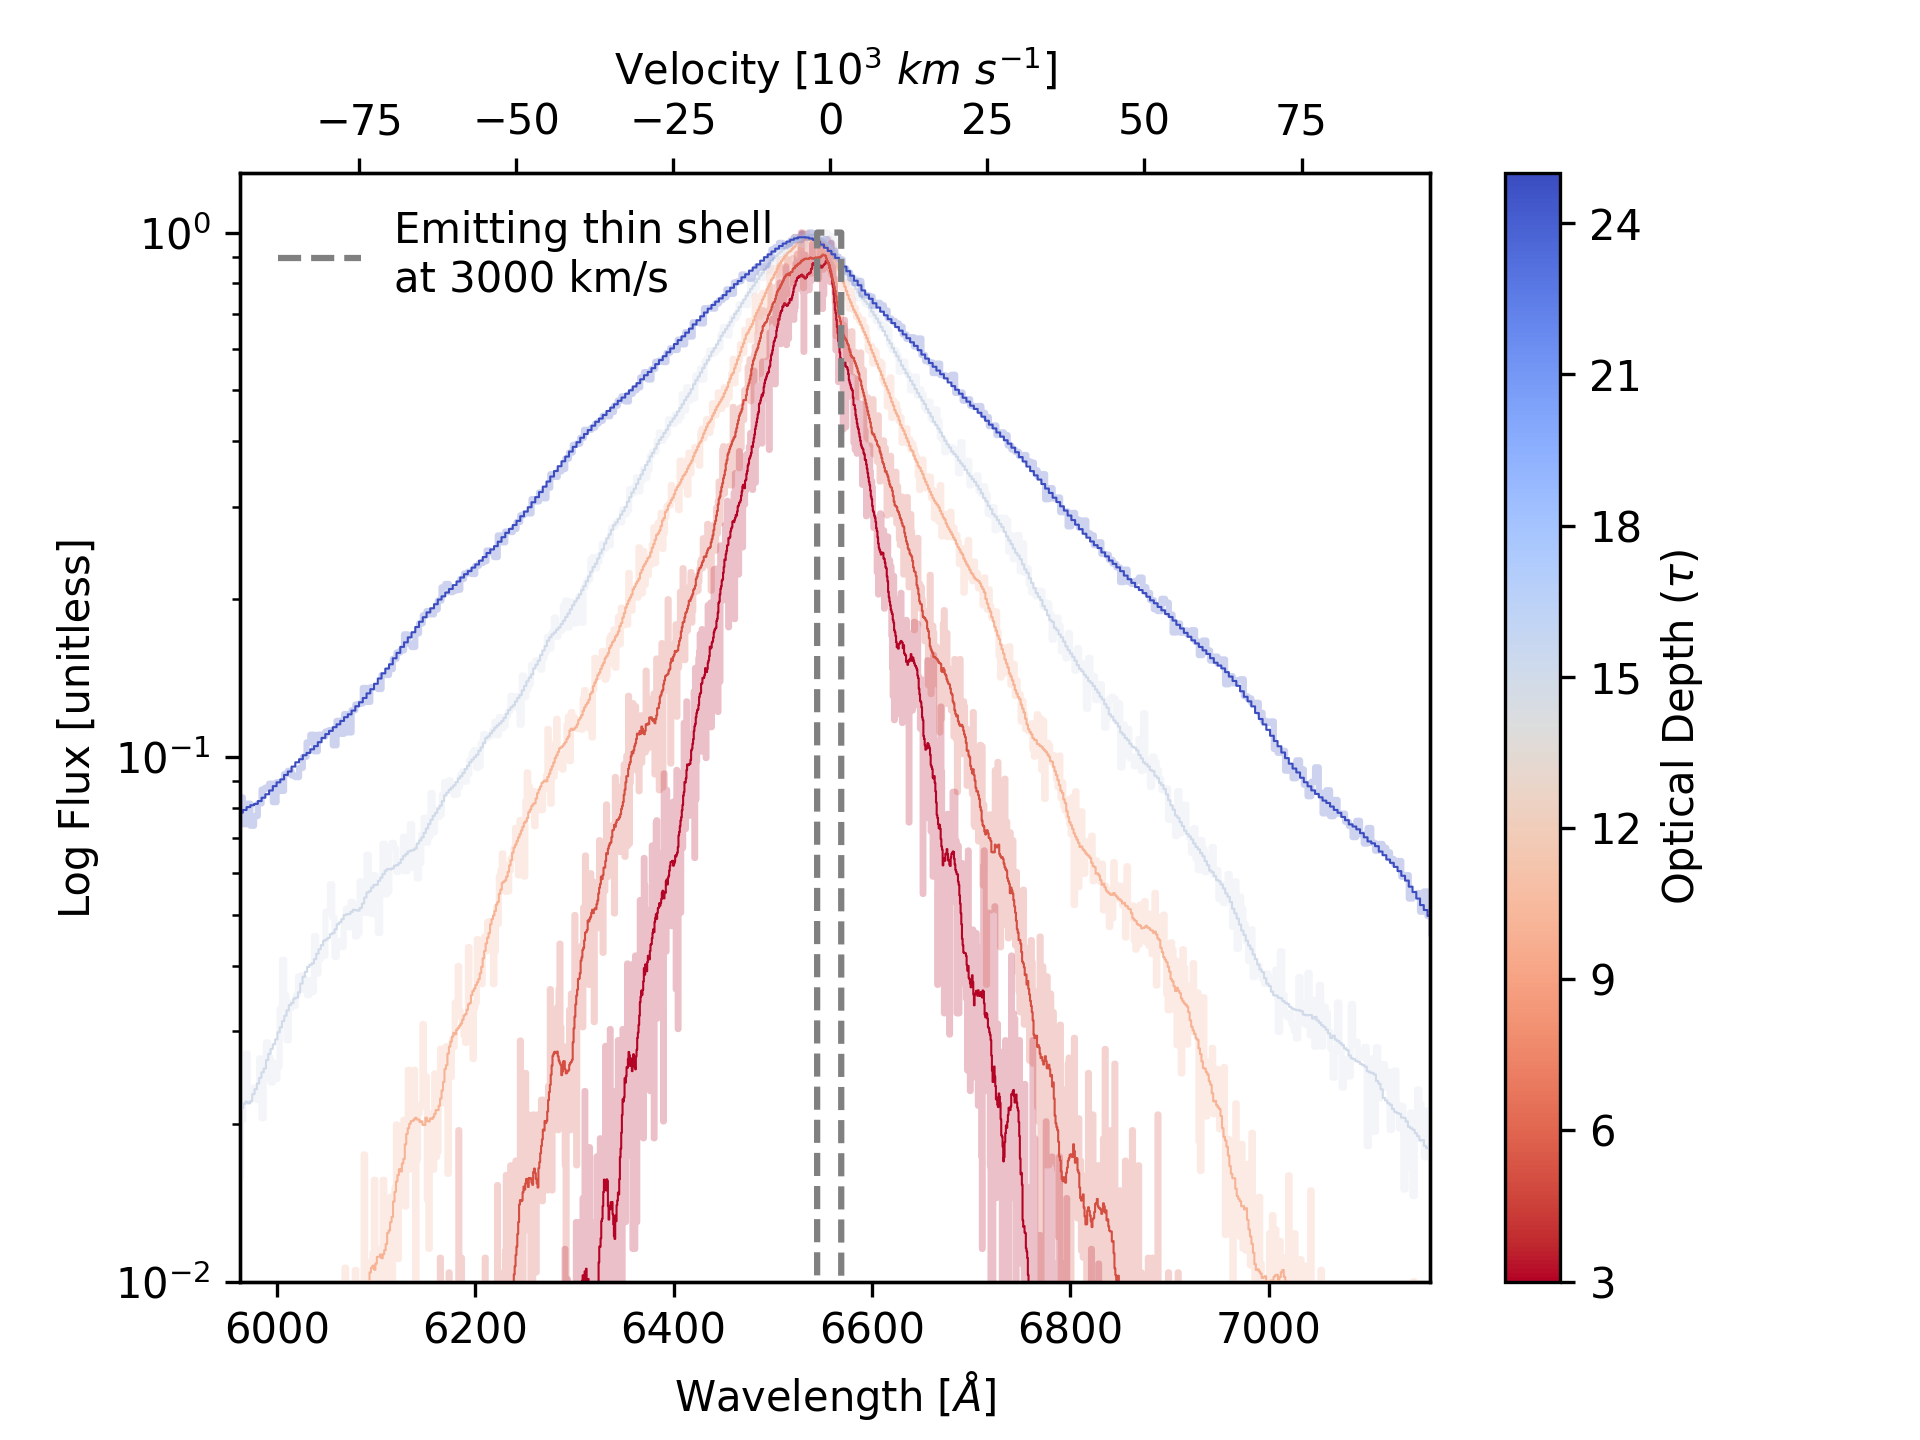 Velocity [10³ km s⁻¹]
−75 −50 −25 0 25 50 75
Emitting thin shell
at 3000 km/s
10⁰
10⁻¹
10⁻²
Log Flux [unitless]
6000 6200 6400 6600 6800 7000
Wavelength [Å]
24
21
18
15
12
9
6
3
Optical Depth (τ)